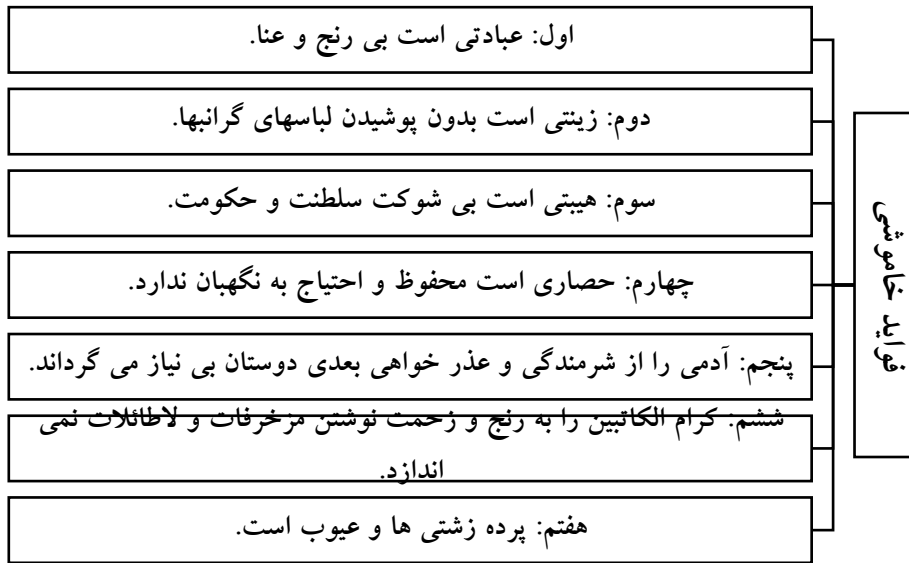 فواید خاموشی
اول: عبادتی است بی رنج و عنا.
دوم: زینتی است بدون پوشیدن لباسهای گرانبها.
سوم: هیبتی است بی شوکت سلطنت و حکومت.
چهارم: حصاری است محفوظ و احتیاج به نگهبان ندارد.
پنجم: آدمی را از شرمندگی و عذر خواهی بعدی دوستان بی نیاز می گرداند.
ششم: کرام الکاتبین را به رنج و زحمت نوشتن مزخرفات و لاطائلات نمی
اندازد.
هفتم: پرده زشتی ها و عیوب است.